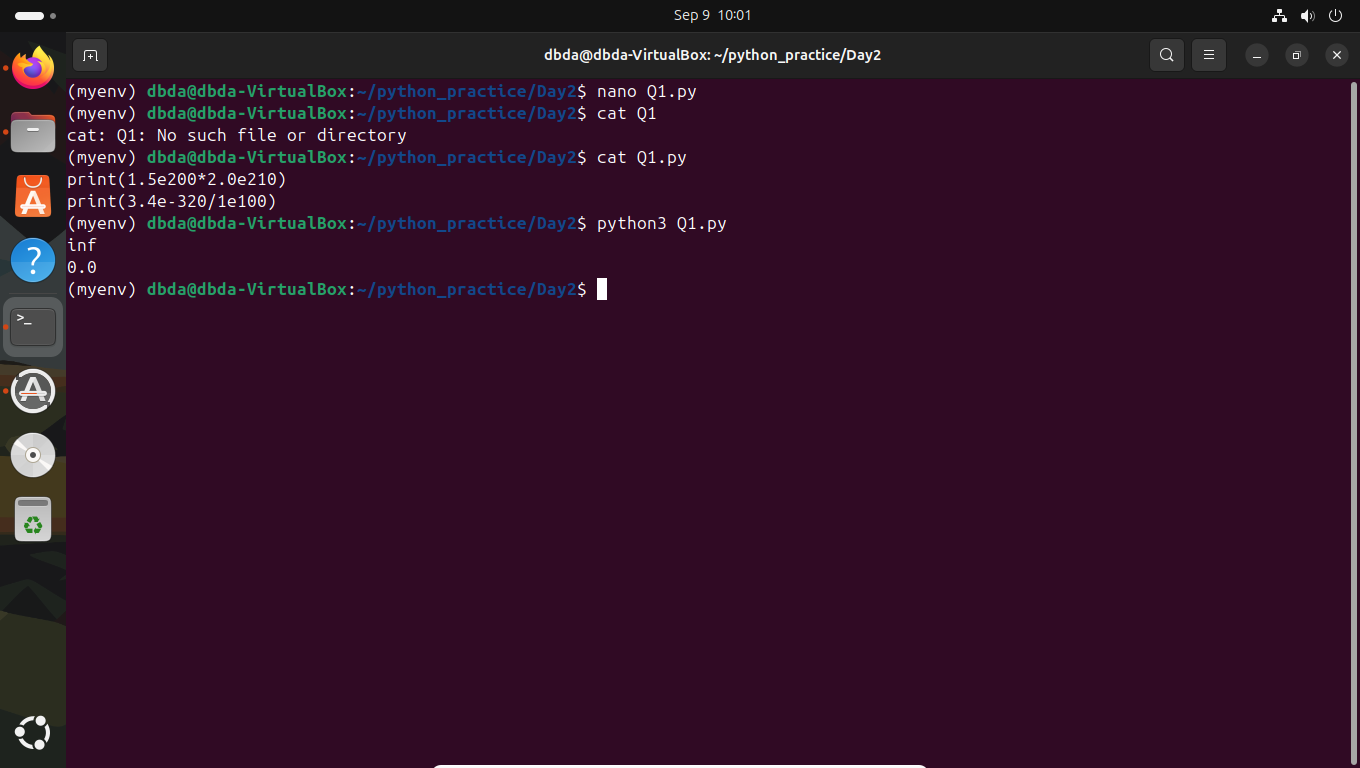 Sep 9 10:01
dbda@dbda-VirtualBox: ~/python_practice/Day2
(myenv) dbda@dbda-VirtualBox:~/python_practice/Day2$ nano Q1.py
(myenv) dbda@dbda-VirtualBox:~/python_practice/Day2$ cat Q1
cat: Q1: No such file or directory
(myenv) dbda@dbda-VirtualBox:~/python_practice/Day2$ cat Q1.py
print(1.5e200*2.0e210)
print(3.4e-320/1e100)
(myenv) dbda@dbda-VirtualBox:~/python_practice/Day2$ python3 Q1.py
inf
0.0
(myenv) dbda@dbda-VirtualBox:~/python_practice/Day2$